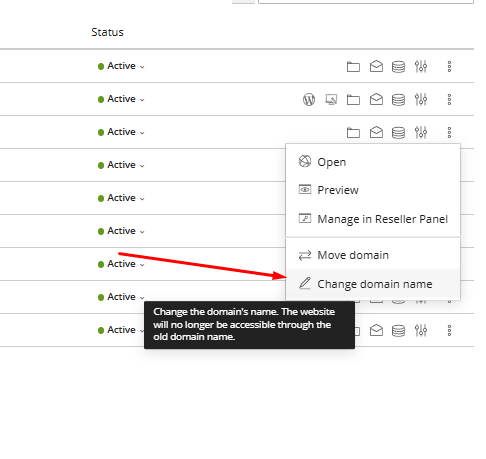 Status
Active
Active
Active
Open
Active
Preview
Active
Manage in Reseller Panel
Active
Move domain
Active
Change domain name
Active
Change the domain's name. The website
will no longer be accessible through the
old domain name.
Active